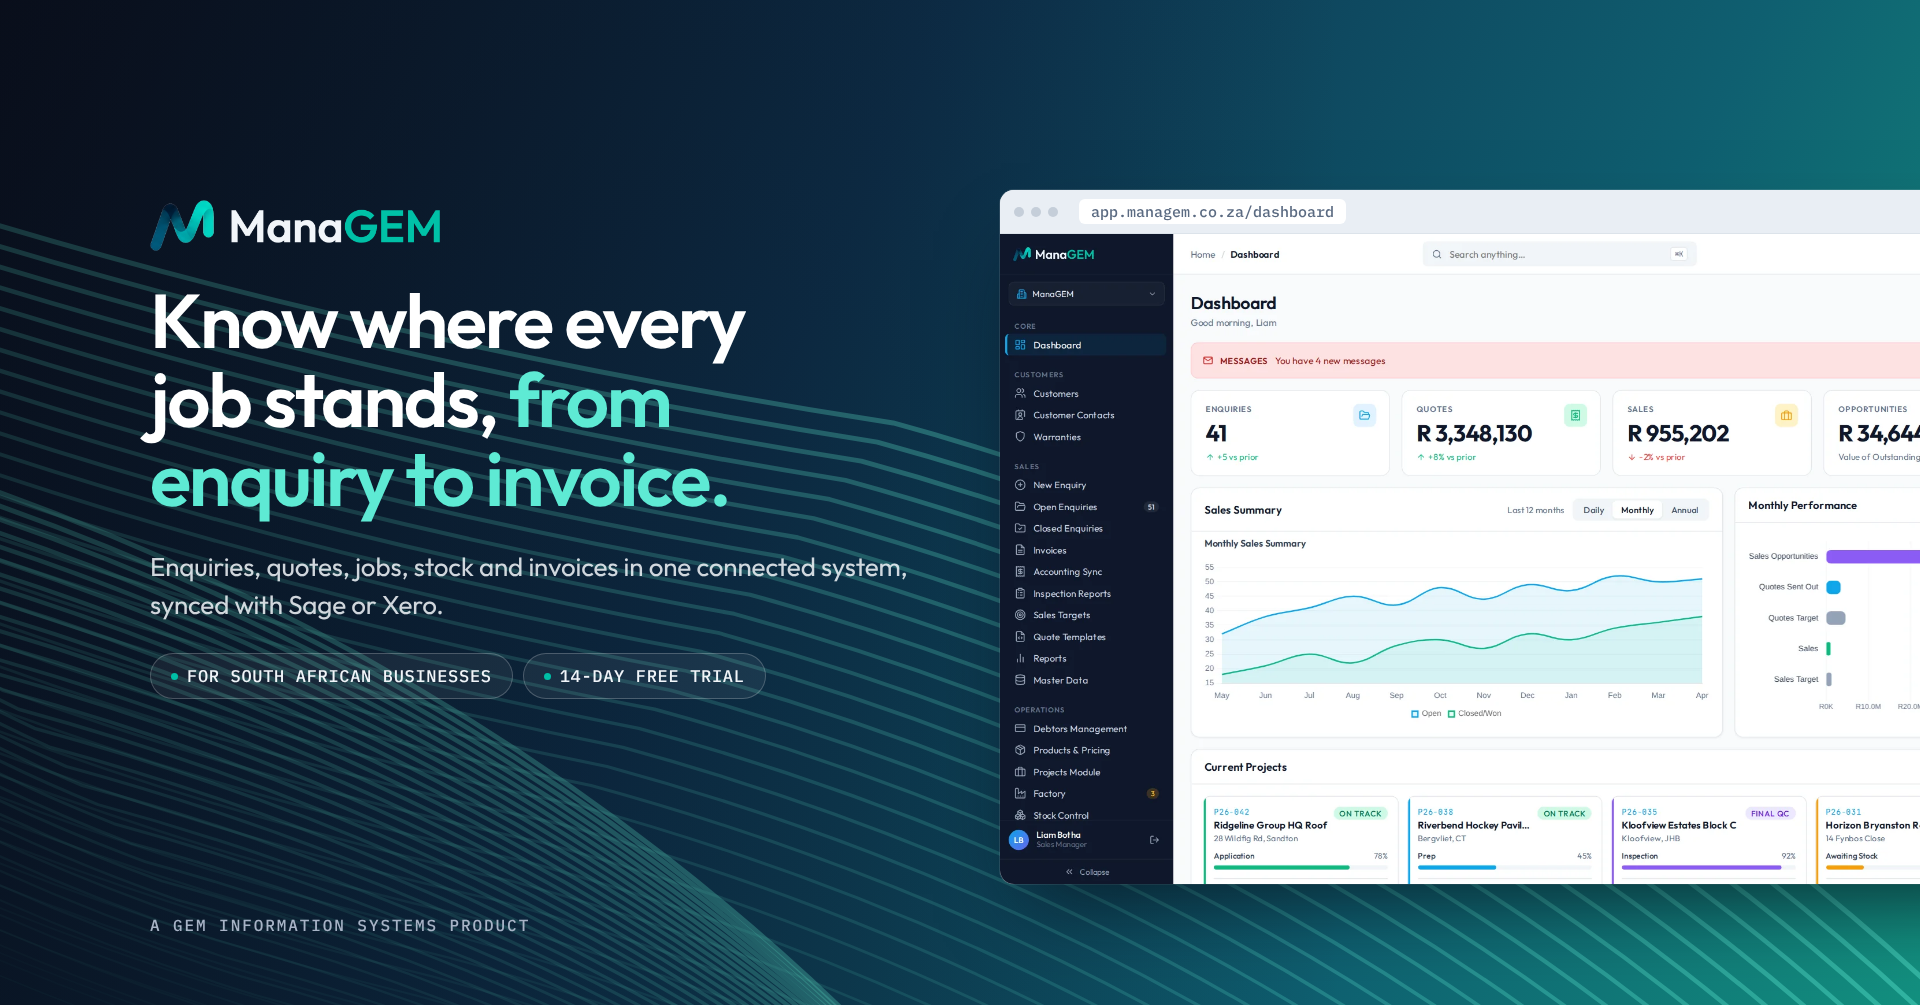 ManaGEM
Know where every
job stands, from
enquiry to invoice.
Enquiries, quotes, jobs, stock and invoices in one connected system,
synced with Sage or Xero.
FOR SOUTH AFRICAN BUSINESSES
14-DAY FREE TRIAL
A GEM INFORMATION SYSTEMS PRODUCT
app.managem.co.za/dashboard
ManaGEM
ManaGEM
CORE
Dashboard
CUSTOMERS
Customers
Customer Contacts
Warranties
SALES
New Enquiry
Open Enquiries 51
Closed Enquiries
Invoices
Accounting Sync
Inspection Reports
Sales Targets
Quote Templates
Reports
Master Data
OPERATIONS
Debtors Management
Products & Pricing
Projects Module
Factory 3
Stock Control
LB
Liam Botha
Sales Manager
Collapse
Home / Dashboard
Search anything...
⌘K
Dashboard
Good morning, Liam
MESSAGES You have 4 new messages
ENQUIRIES
41
↑ +5 vs prior
QUOTES
R 3,348,130
↑ +8% vs prior
SALES
R 955,202
↓ -2% vs prior
OPPORTUNITIES
R 34,644
Value of Outstanding
Sales Summary
Last 12 months Daily Monthly Annual
Monthly Sales Summary
55
50
45
40
35
30
25
20
15
May Jun Jul Aug Sep Oct Nov Dec Jan Feb Mar Apr
Open Closed/Won
Monthly Performance
Sales Opportunities
Quotes Sent Out
Quotes Target
Sales
Sales Target
R0K R10.0M R20.0M
Current Projects
P26-042
ON TRACK
Ridgeline Group HQ Roof
28 Wildfig Rd, Sandton
Application 78%
P26-038
ON TRACK
Riverbend Hockey Pavil...
Bergvliet, CT
Prep 45%
P26-035
FINAL QC
Kloofview Estates Block C
Kloofview, JHB
Inspection 92%
P26-031
Horizon Bryanston R
14 Fynbos Close
Awaiting Stock